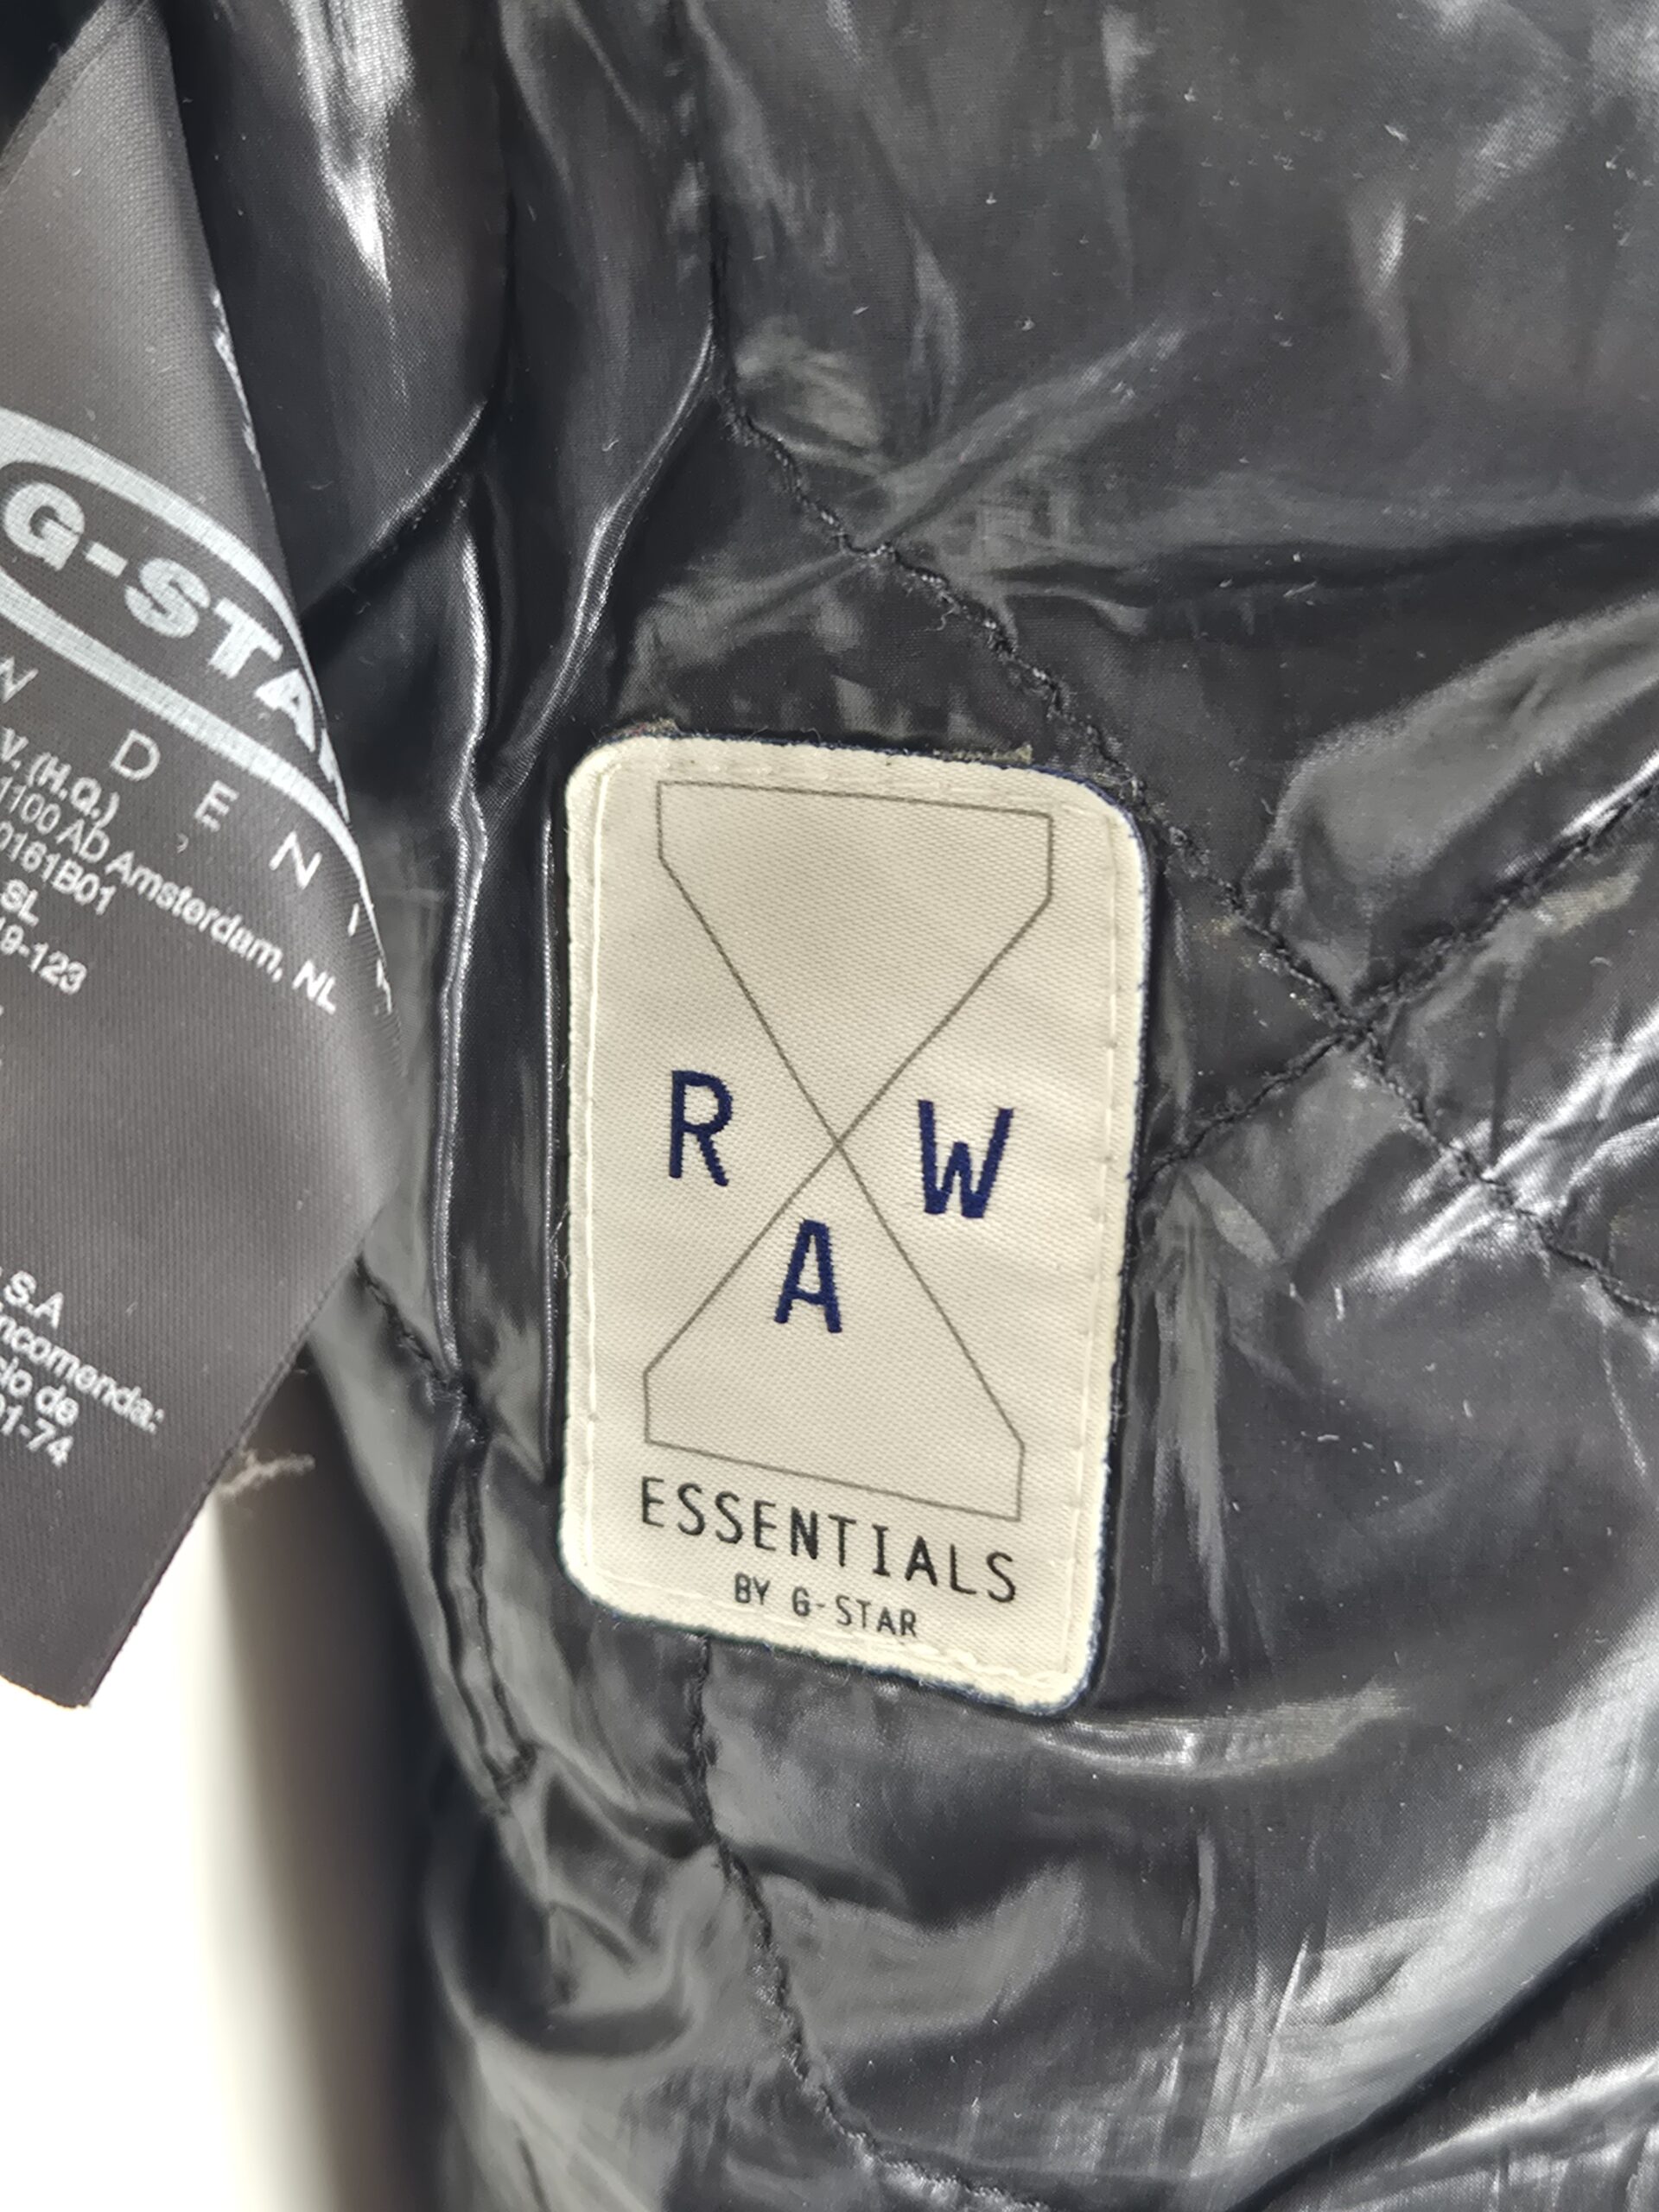 G-STA
N DENI
V. (H.Q.)
1100 AD Amsterdam, NL
0161B01
SL
19-123
S.A
ncomenda:
cio de
01-74
R W
A
ESSENTIALS
BY G-STAR